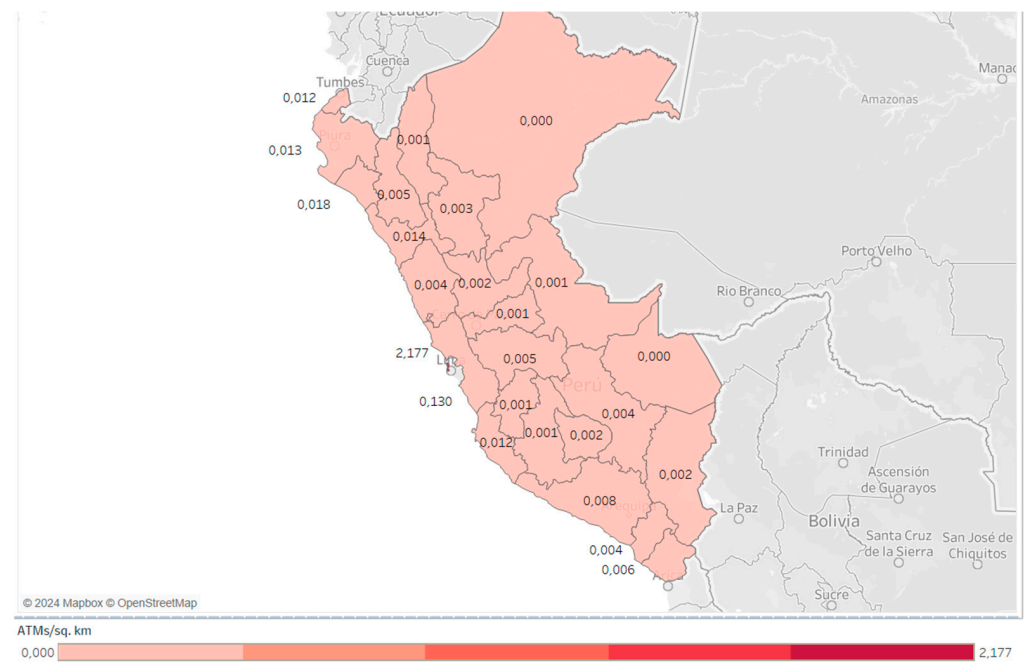 Ecuador
Cuenca
Tumbes
Manac
0,012
Amazonas
0,000
Piura
0,001
0,013
0,005
0,018
0,003
0,014
Porto Velho
0,004
0,002
0,001
Rio Branco
0,001
2,177
0,005
0,000
Perú
0,130
0,001
0,004
0,012
0,001
0,002
Trinidad
0,002
Ascensión
de Guarayos
0,008
La Paz
Bolivia
Santa Cruz
de la Sierra
San José de
Chiquitos
0,004
0,006
Sucre
© 2024 Mapbox © OpenStreetMap
ATMs/sq. km
0,000
2,177